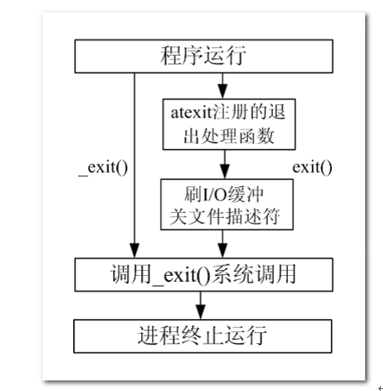 程序运行
atexit注册的退
出处理函数
_exit()
exit()
刷I/O缓冲
关文件描述符
调用_exit()系统调用
进程终止运行